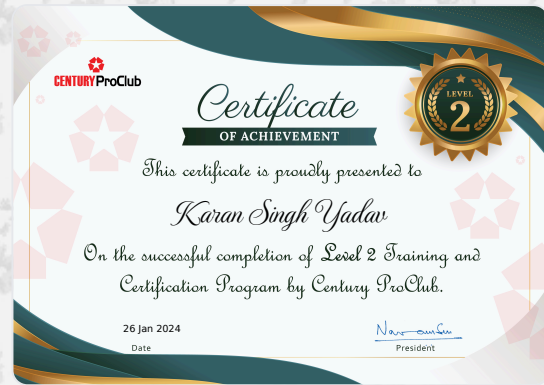 CENTURY ProClub
LEVEL
2
Certificate
OF ACHIEVEMENT
This certificate is proudly presented to
Karan Singh Yadav
On the successful completion of Level 2 Training and
Certification Program by Century ProClub.
26 Jan 2024
Date
President